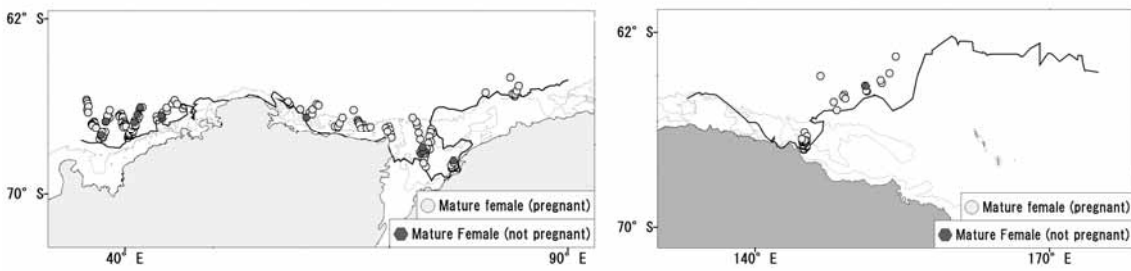 62° S
70° S
Mature female (pregnant)
Mature Female (not pregnant)
40° E
90° E
62° S
70° S
Mature female (pregnant)
Mature Female (not pregnant)
140° E
170° E